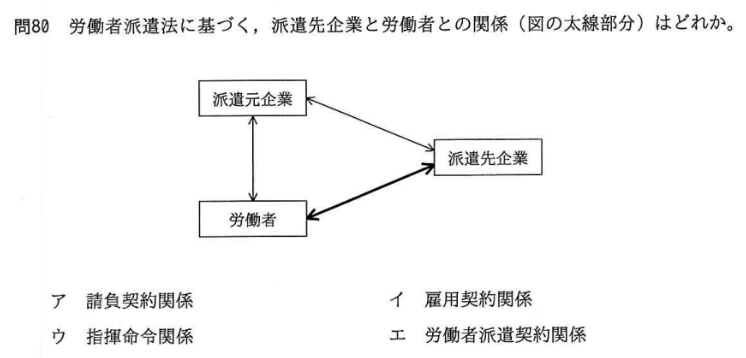 問80 労働者派遣法に基づく，派遣先企業と労働者との関係（図の太線部分）はどれか。
派遣元企業
派遣先企業
労働者
ア 請負契約関係
イ 雇用契約関係
ウ 指揮命令関係
エ 労働者派遣契約関係